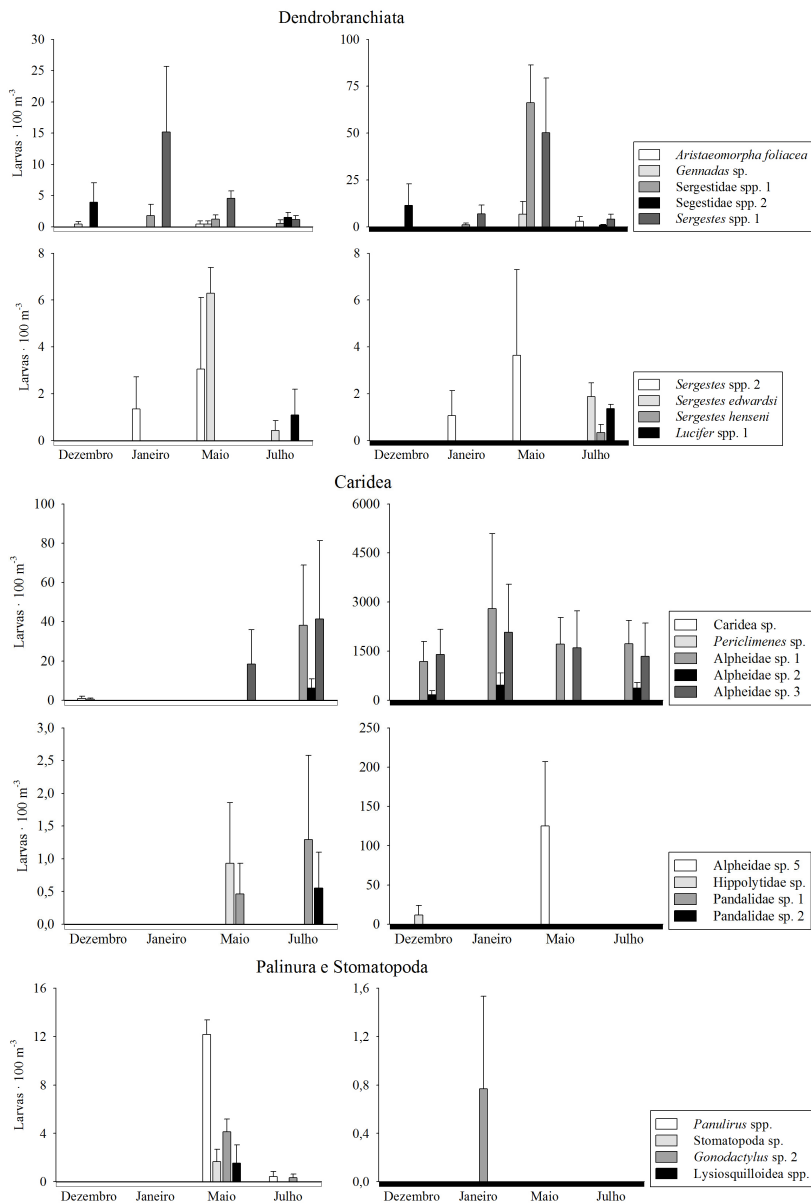 Dendrobranchiata
30
25
20
15
10
5
0
Larvas · 100 m⁻³
100
75
50
25
0
Aristaeomorpha foliacea
Gennadas sp.
Sergestidae spp. 1
Segestidae spp. 2
Sergestes spp. 1
8
6
4
2
0
Larvas · 100 m⁻³
Dezembro Janeiro Maio Julho
8
6
4
2
0
Dezembro Janeiro Maio Julho
Sergestes spp. 2
Sergestes edwardsi
Sergestes henseni
Lucifer spp. 1
Caridea
100
80
60
40
20
0
Larvas · 100 m⁻³
6000
4500
3000
1500
0
Caridea sp.
Periclimenes sp.
Alpheidae sp. 1
Alpheidae sp. 2
Alpheidae sp. 3
3,0
2,5
2,0
1,5
1,0
0,5
0,0
Larvas · 100 m⁻³
Dezembro Janeiro Maio Julho
250
200
150
100
50
0
Dezembro Janeiro Maio Julho
Alpheidae sp. 5
Hippolytidae sp.
Pandalidae sp. 1
Pandalidae sp. 2
Palinura e Stomatopoda
16
12
8
4
0
Larvas · 100 m⁻³
Dezembro Janeiro Maio Julho
1,6
1,2
0,8
0,4
0,0
Dezembro Janeiro Maio Julho
Panulirus spp.
Stomatopoda sp.
Gonodactylus sp. 2
Lysiosquilloidea spp.